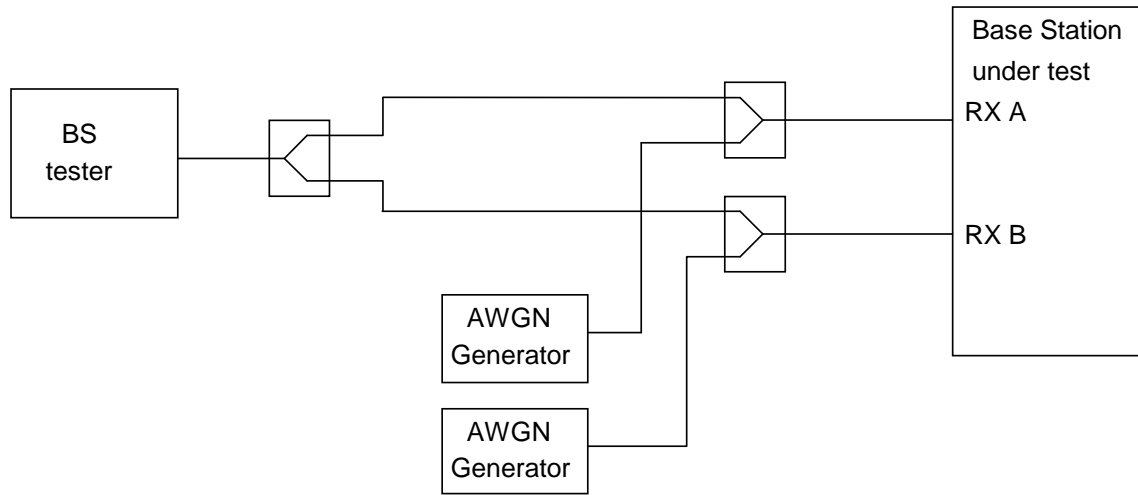 BS
tester
Base Station
under test
RX A
RX B
AWGN
Generator
AWGN
Generator